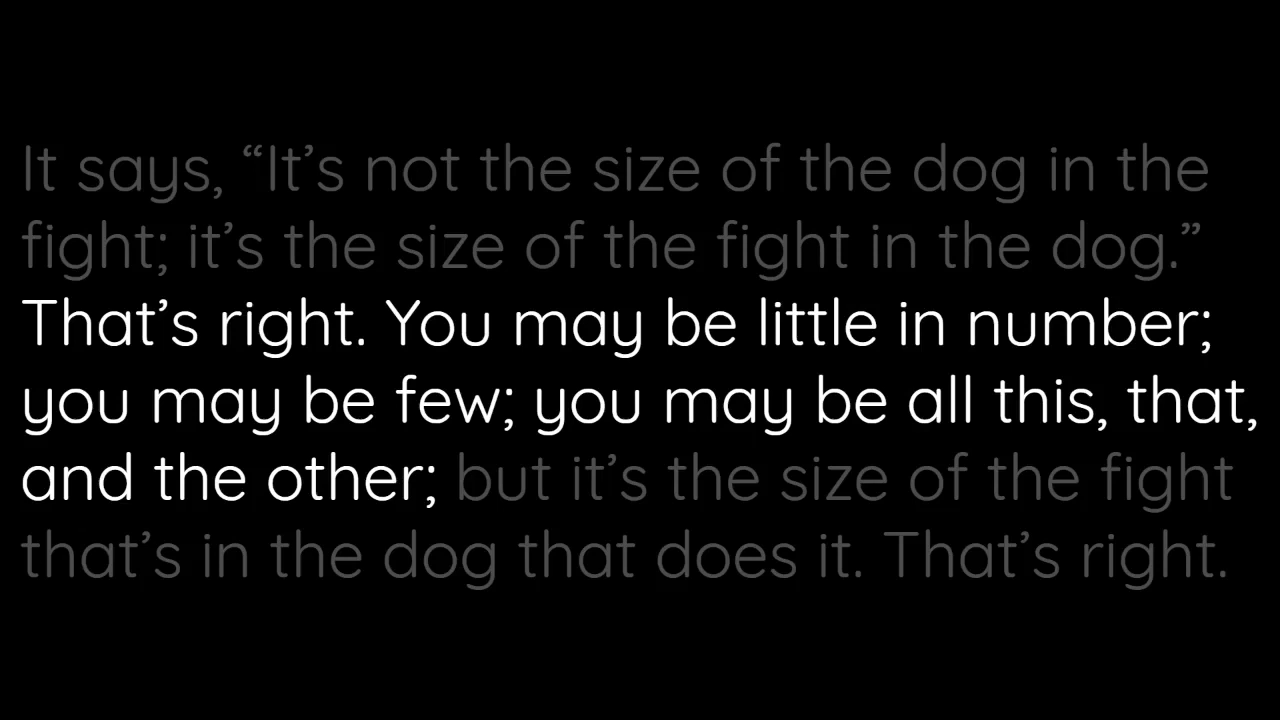 It says, “It’s not the size of the dog in the
fight; it’s the size of the fight in the dog.”
That’s right. You may be little in number;
you may be few; you may be all this, that,
and the other; but it’s the size of the fight
that’s in the dog that does it. That’s right.